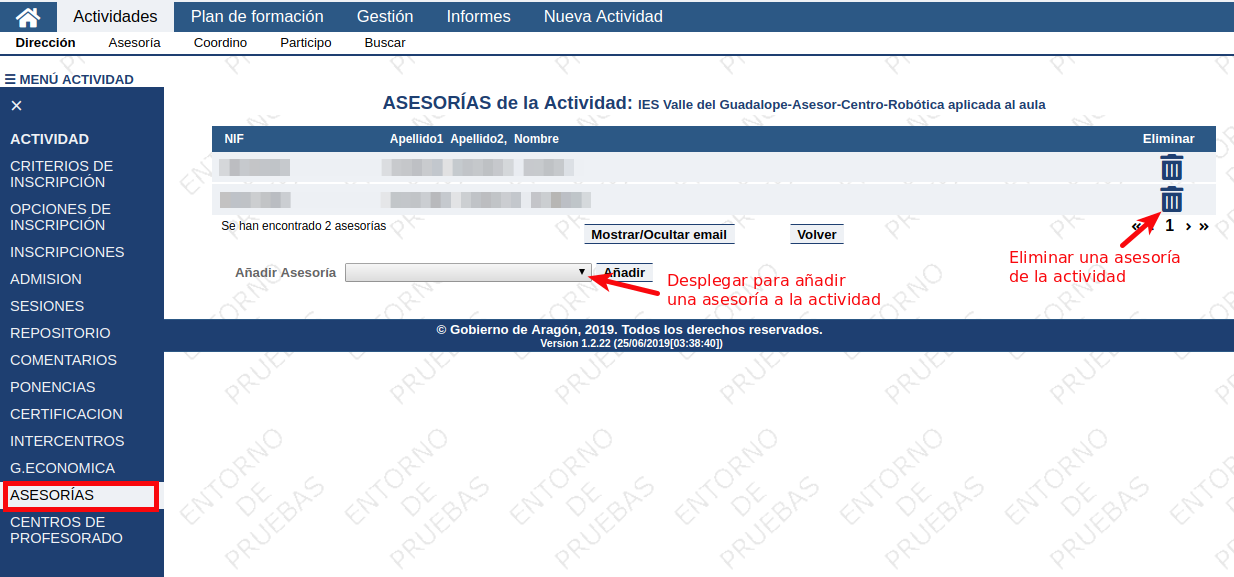 Actividades Plan de formación Gestión Informes Nueva Actividad
Dirección Asesoría Coordino Participo Buscar
☰ MENÚ ACTIVIDAD
×
ACTIVIDAD
CRITERIOS DE
INSCRIPCIÓN
OPCIONES DE
INSCRIPCIÓN
INSCRIPCIONES
ADMISION
SESIONES
REPOSITORIO
COMENTARIOS
PONENCIAS
CERTIFICACION
INTERCENTROS
G.ECONOMICA
ASESORÍAS
CENTROS DE
PROFESORADO
ASESORÍAS de la Actividad: IES Valle del Guadalope-Asesor-Centro-Robótica aplicada al aula
NIF Apellido1 Apellido2, Nombre Eliminar
Se han encontrado 2 asesorías
Mostrar/Ocultar email Volver
« ‹ 1 › »
Eliminar una asesoría
de la actividad
Añadir Asesoría Añadir
Desplegar para añadir
una asesoría a la actividad
© Gobierno de Aragón, 2019. Todos los derechos reservados.
Version 1.2.22 (25/06/2019[03:38:40])
ENTORNO
DE
PRUEBAS